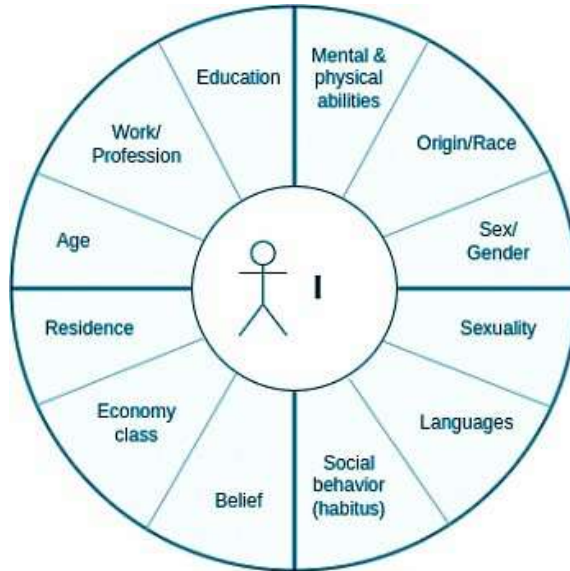 Mental &
physical
abilities
Origin/Race
Sex/
Gender
Sexuality
Languages
Social
behavior
(habitus)
Belief
Economy
class
Residence
Age
Work/
Profession
Education
I